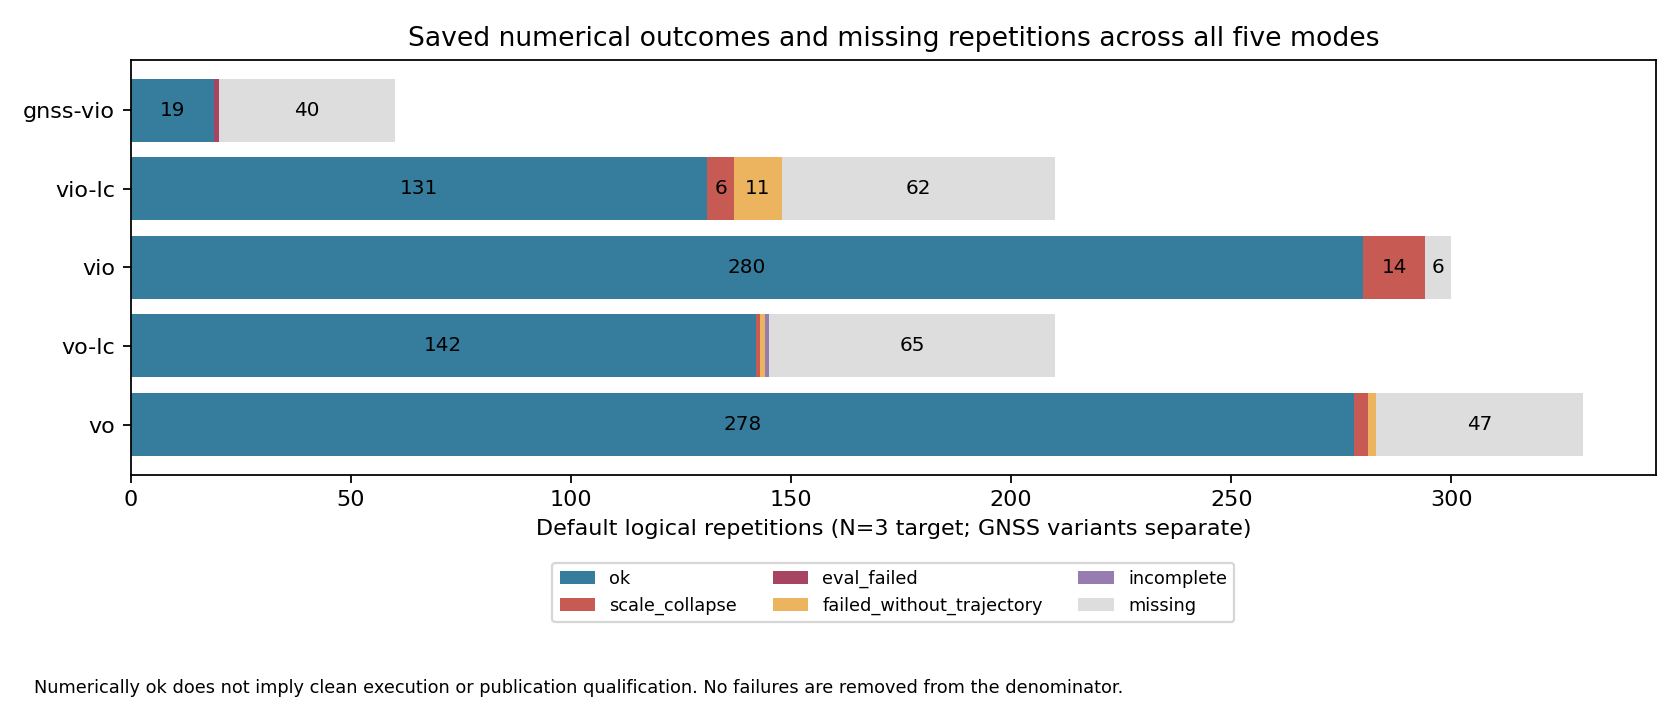 Saved numerical outcomes and missing repetitions across all five modes
gnss-vio
19
40
vio-lc
131
6
11
62
vio
280
14
6
vo-lc
142
65
vo
278
47
0
50
100
150
200
250
300
Default logical repetitions (N=3 target; GNSS variants separate)
ok
eval_failed
incomplete
scale_collapse
failed_without_trajectory
missing
Numerically ok does not imply clean execution or publication qualification. No failures are removed from the denominator.